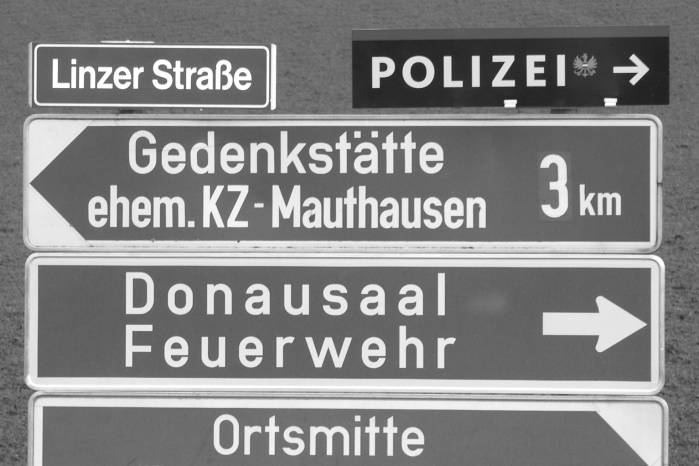 Linzer Straße
POLIZEI
Gedenkstätte
ehem. KZ-Mauthausen 3 km
Donausaal
Feuerwehr
Ortsmitte